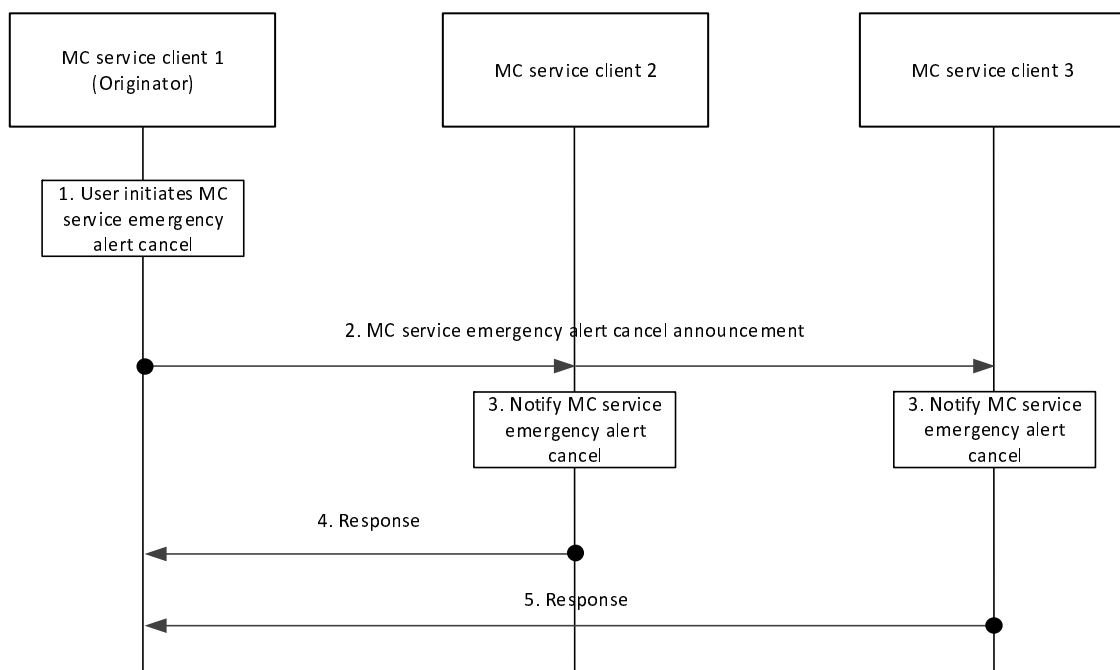 MC service client 1
(Originator)
MC service client 2
MC service client 3
1. User initiates MC
service emergency
alert cancel
2. MC service emergency alert cancel announcement
3. Notify MC service
emergency alert
cancel
3. Notify MC service
emergency alert
cancel
4. Response
5. Response